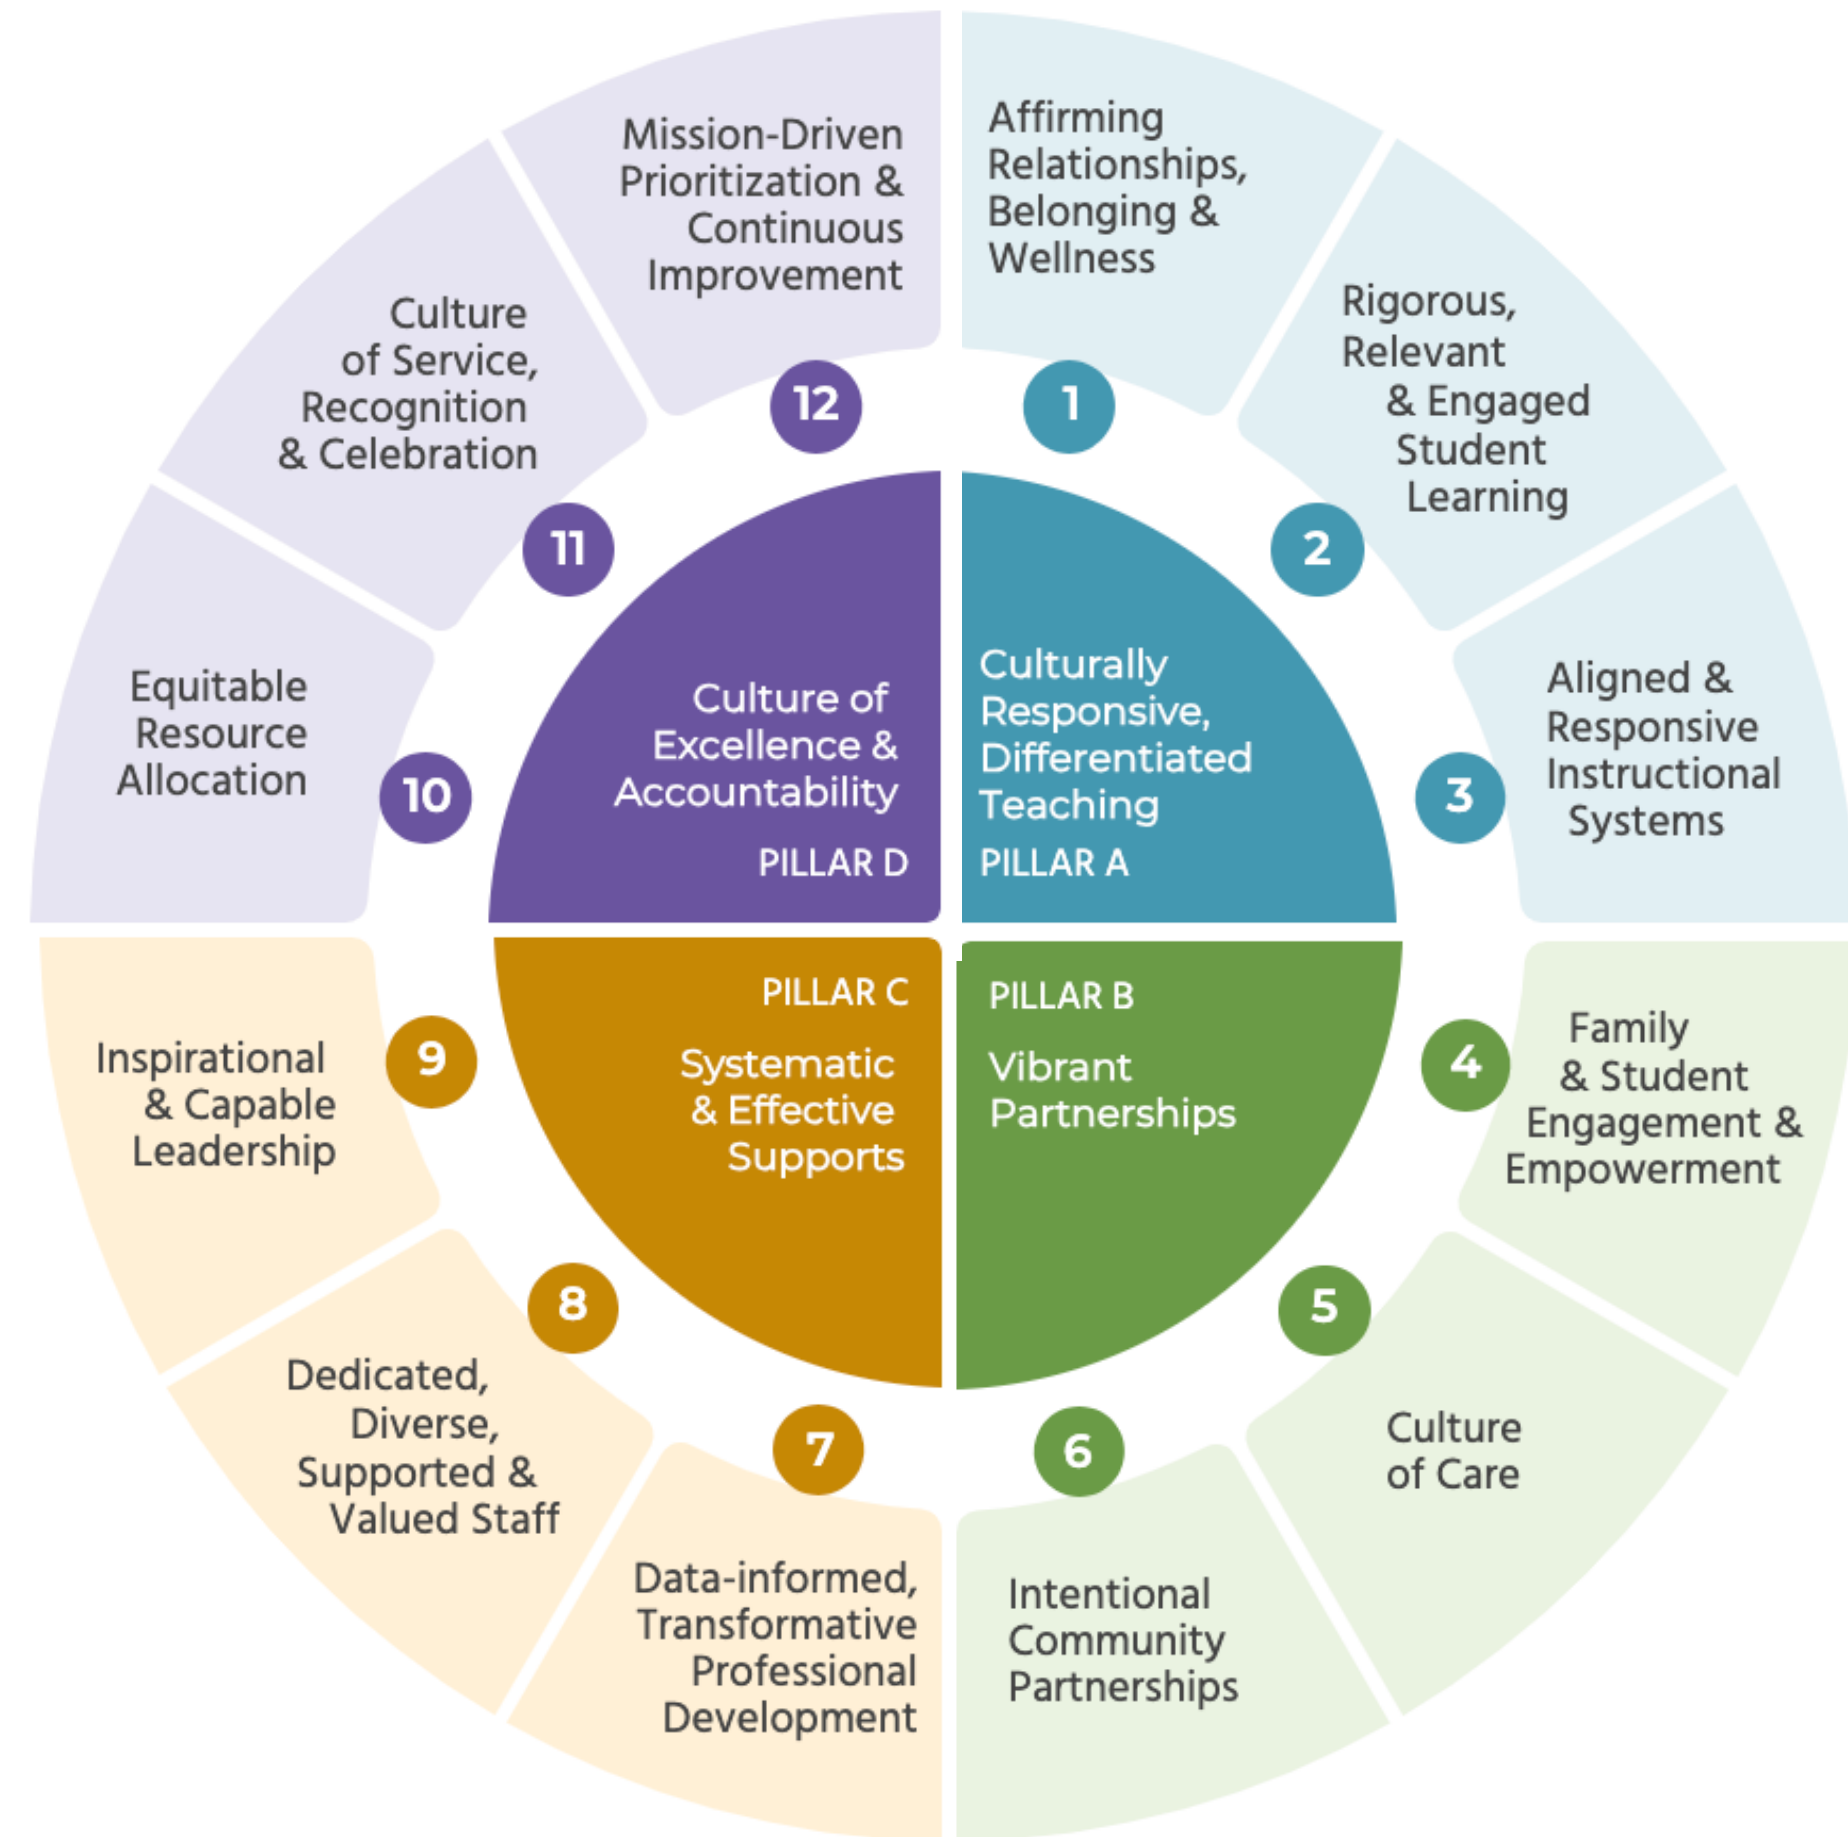 Affirming
Relationships,
Belonging &
Wellness
1
Rigorous,
Relevant
& Engaged
Student
Learning
2
Aligned &
Responsive
Instructional
Systems
3
Family
& Student
Engagement &
Empowerment
4
Culture
of Care
5
Intentional
Community
Partnerships
6
Data-informed,
Transformative
Professional
Development
7
Dedicated,
Diverse,
Supported &
Valued Staff
8
Inspirational
& Capable
Leadership
9
Equitable
Resource
Allocation
10
Culture
of Service,
Recognition
& Celebration
11
Mission-Driven
Prioritization &
Continuous
Improvement
12
Culturally
Responsive,
Differentiated
Teaching
PILLAR A
PILLAR B
Vibrant
Partnerships
PILLAR C
Systematic
& Effective
Supports
Culture of
Excellence &
Accountability
PILLAR D